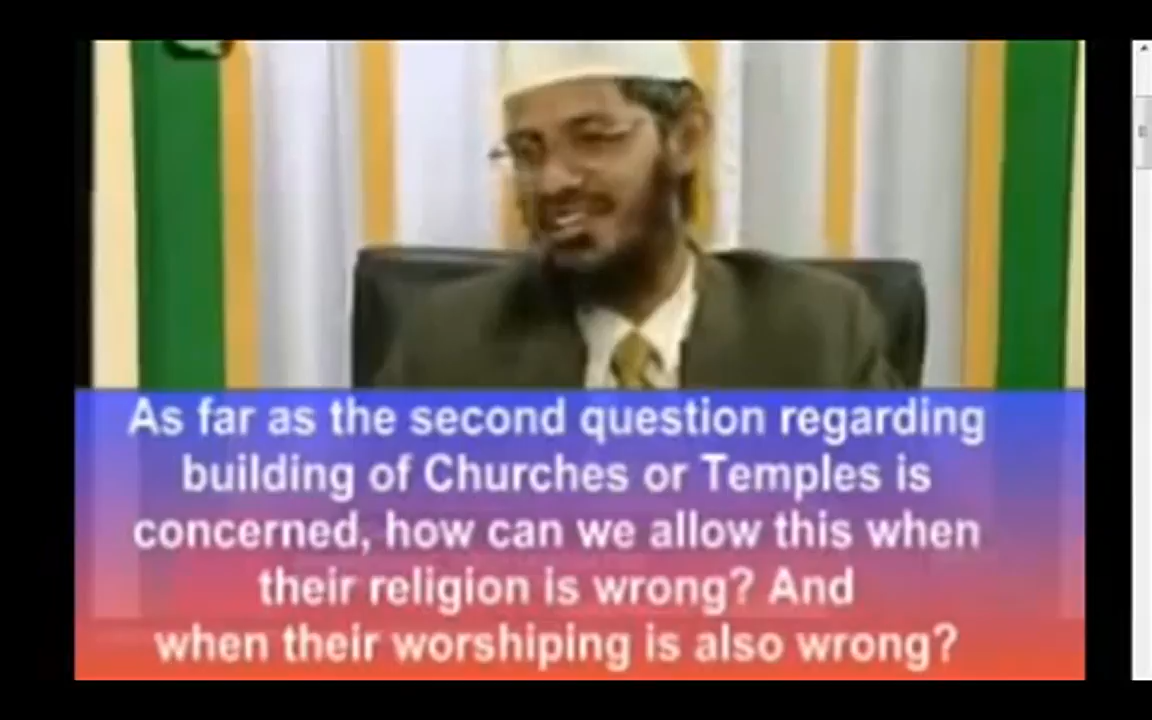 As far as the second question regarding
building of Churches or Temples is
concerned, how can we allow this when
their religion is wrong? And
when their worshiping is also wrong?